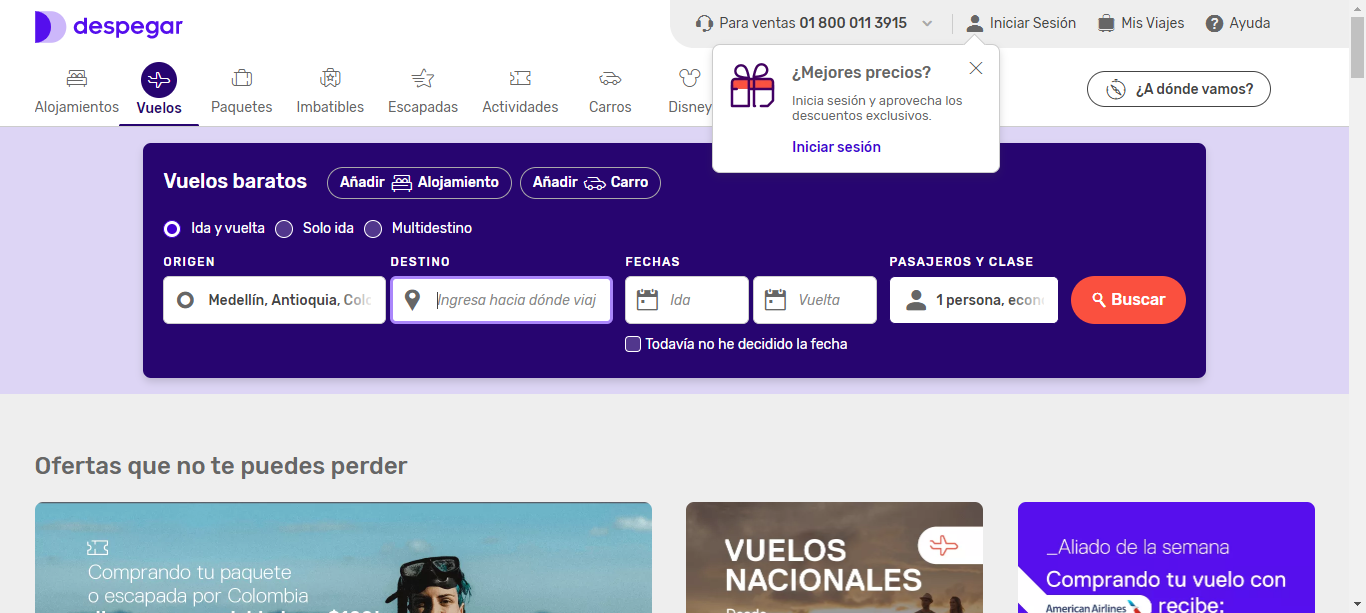 despegar
Para ventas 01 800 011 3915
Iniciar Sesión
Mis Viajes
Ayuda
Alojamientos
Vuelos
Paquetes
Imbatibles
Escapadas
Actividades
Carros
Disney
¿Mejores precios?
Inicia sesión y aprovecha los
descuentos exclusivos.
Iniciar sesión
¿A dónde vamos?
Vuelos baratos
Añadir Alojamiento
Añadir Carro
Ida y vuelta
Solo ida
Multidestino
ORIGEN
DESTINO
FECHAS
PASAJEROS Y CLASE
Medellín, Antioquia, Colo
Ingresa hacia dónde viaj
Ida
Vuelta
1 persona, econ
Buscar
Todavía no he decidido la fecha
Ofertas que no te puedes perder
Comprando tu paquete
o escapada por Colombia
VUELOS
NACIONALES
Desde
_Aliado de la semana
Comprando tu vuelo con
American Airlines recibe: